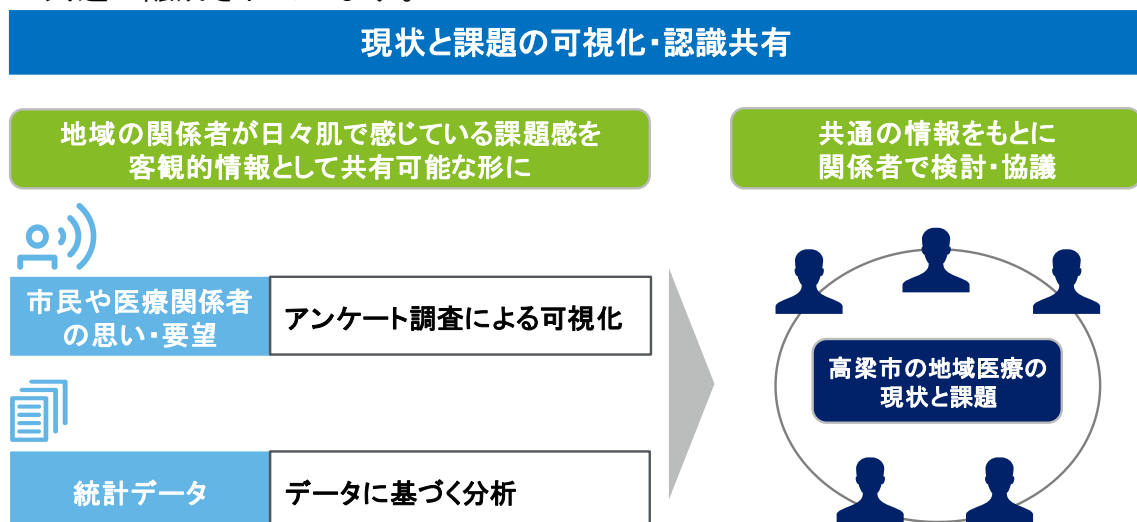 現状と課題の可視化・認識共有
地域の関係者が日々肌で感じている課題感を
客観的情報として共有可能な形に
共通の情報をもとに
関係者で検討・協議
市民や医療関係者
の思い・要望
アンケート調査による可視化
高梁市の地域医療の
現状と課題
統計データ
データに基づく分析